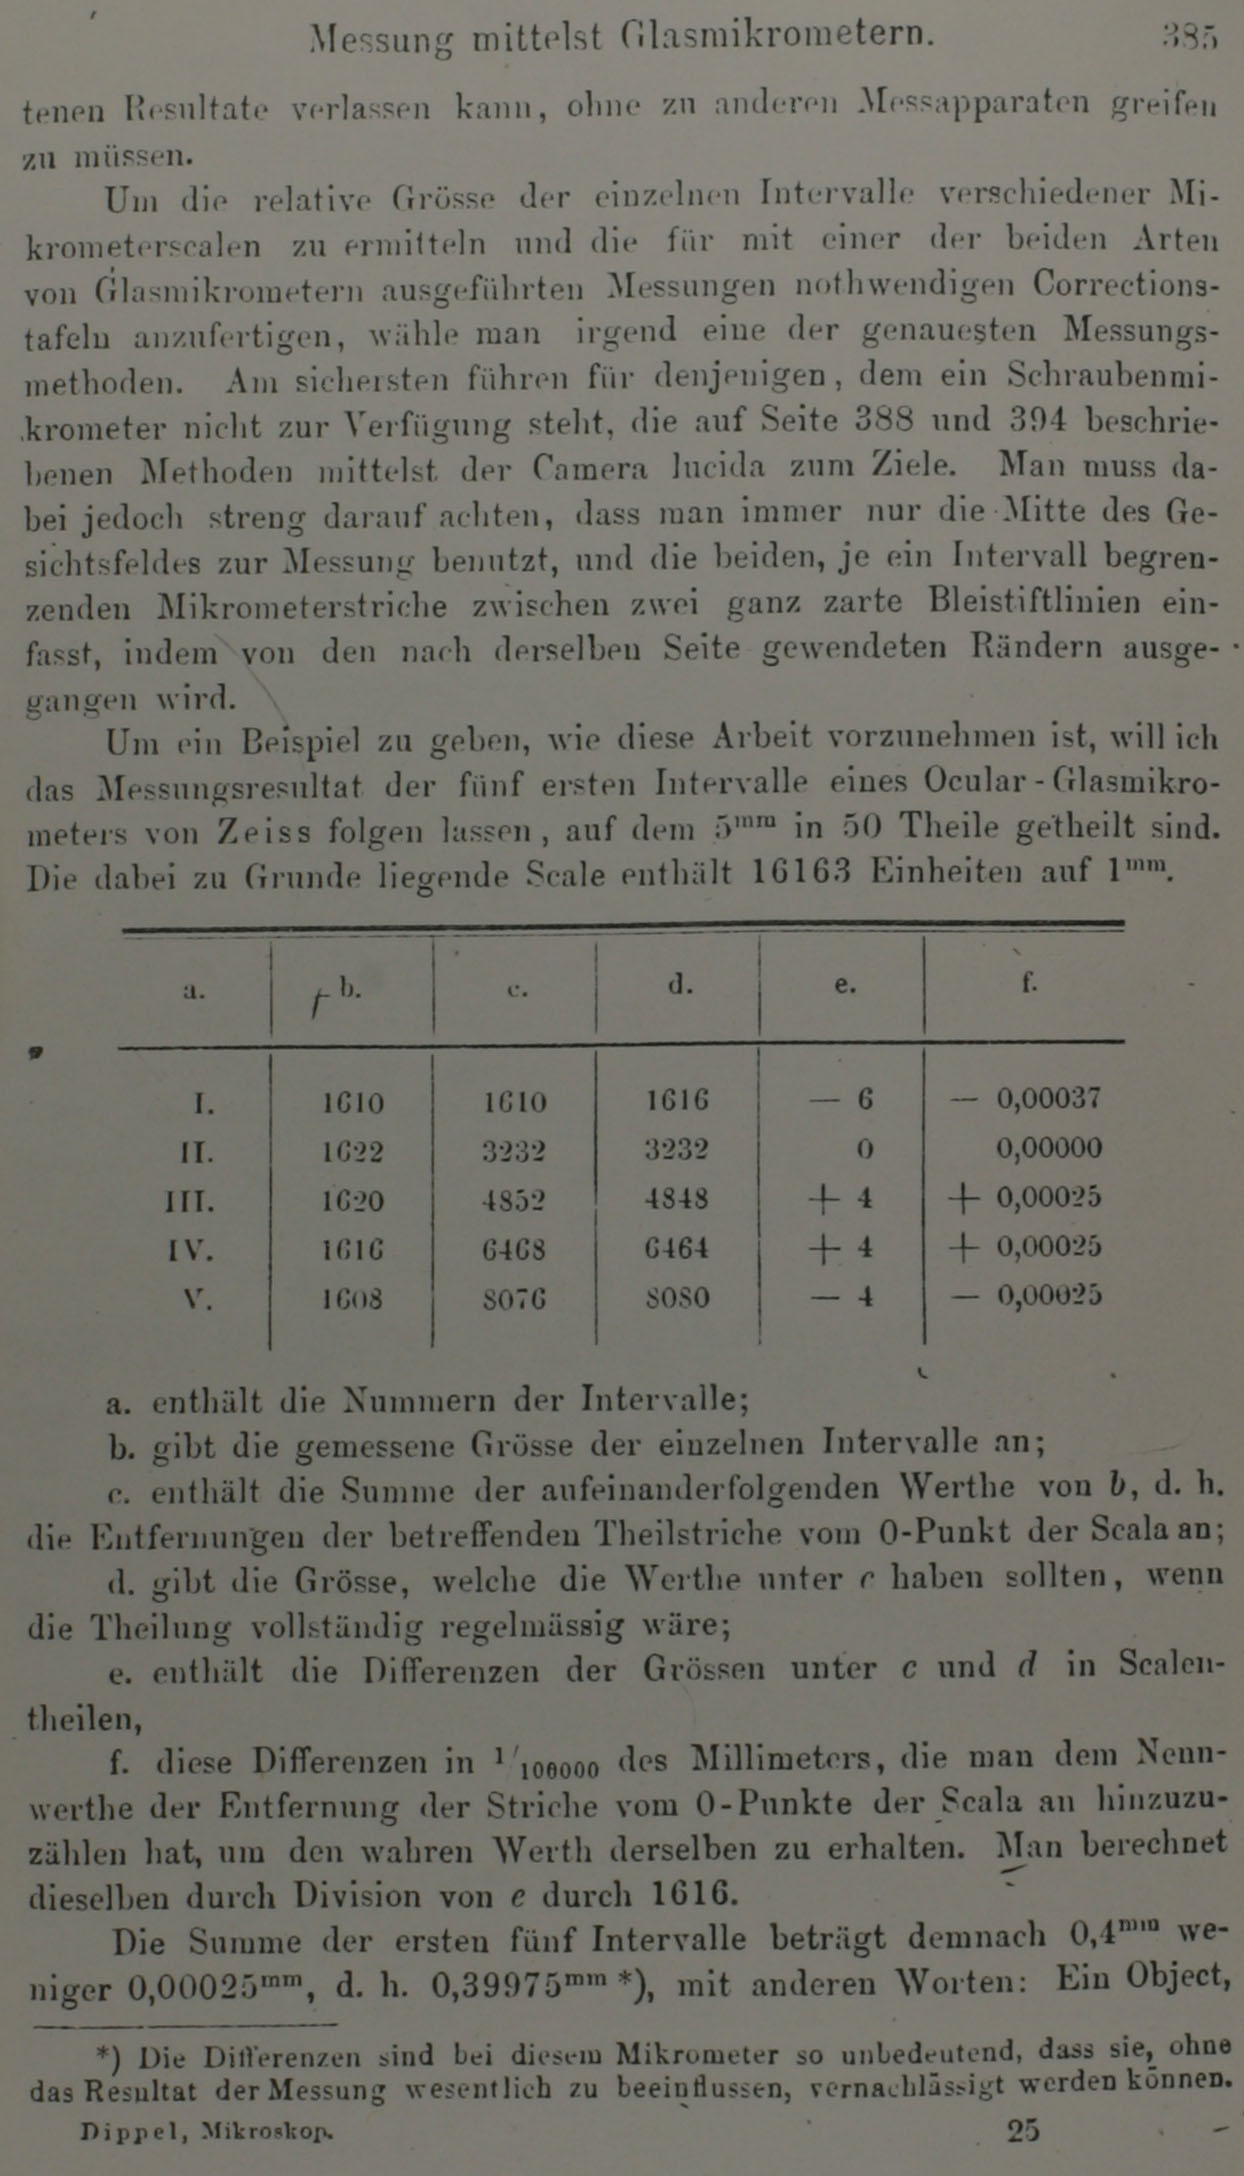 Messung mittelst Glasmikrometern. 385
tenen Resultate verlassen kann, ohne zu anderen Messapparaten greifen
zu müssen.
Um die relative Grösse der einzelnen Intervalle verschiedener Mi-
krometerscalen zu ermitteln und die für mit einer der beiden Arten
von Glasmikrometern ausgeführten Messungen nothwendigen Corrections-
tafeln anzufertigen, wähle man irgend eine der genauesten Messungs-
methoden. Am sichersten führen für denjenigen, dem ein Schraubenmi-
krometer nicht zur Verfügung steht, die auf Seite 388 und 394 beschrie-
benen Methoden mittelst der Camera lucida zum Ziele. Man muss da-
bei jedoch streng darauf achten, dass man immer nur die Mitte des Ge-
sichtsfeldes zur Messung benutzt, und die beiden, je ein Intervall begren-
zenden Mikrometerstriche zwischen zwei ganz zarte Bleistiftlinien ein-
fasst, indem von den nach derselben Seite gewendeten Rändern ausge-
gangen wird.
Um ein Beispiel zu geben, wie diese Arbeit vorzunehmen ist, will ich
das Messungsresultat der fünf ersten Intervalle eines Ocular-Glasmikro-
meters von Zeiss folgen lassen, auf dem 5mm in 50 Theile getheilt sind.
Die dabei zu Grunde liegende Scale enthält 16163 Einheiten auf 1mm.
a. b. c. d. e. f.
I. 1610 1610 1616 — 6 — 0,00037
II. 1622 3232 3232 0 0,00000
III. 1620 4852 4848 + 4 + 0,00025
IV. 1616 6468 6464 + 4 + 0,00025
V. 1608 8076 8080 — 4 — 0,00025
a. enthält die Nummern der Intervalle;
b. gibt die gemessene Grösse der einzelnen Intervalle an;
c. enthält die Summe der aufeinanderfolgenden Werthe von b, d. h.
die Entfernungen der betreffenden Theilstriche vom 0-Punkt der Scala an;
d. gibt die Grösse, welche die Werthe unter c haben sollten, wenn
die Theilung vollständig regelmässig wäre;
e. enthält die Differenzen der Grössen unter c und d in Scalen-
theilen,
f. diese Differenzen in 1/100000 des Millimeters, die man dem Nenn-
werthe der Entfernung der Striche vom 0-Punkte der Scala an hinzuzu-
zählen hat, um den wahren Werth derselben zu erhalten. Man berechnet
dieselben durch Division von e durch 1616.
Die Summe der ersten fünf Intervalle beträgt demnach 0,4mm we-
niger 0,00025mm, d. h. 0,39975mm *), mit anderen Worten: Ein Object,
*) Die Differenzen sind bei diesem Mikrometer so unbedeutend, dass sie, ohne
das Resultat der Messung wesentlich zu beeinflussen, vernachlässigt werden können.
Dippel, Mikroskop. 25